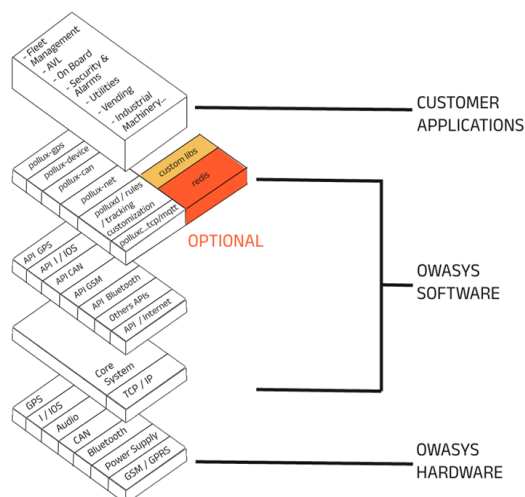 - Fleet
Management
- AVL
- On Board
- Security &
Alarms
- Utilities
- Vending
- Industrial
Machinery...
CUSTOMER
APPLICATIONS
pollux-gps
pollux-device
pollux-can
pollux-net
polluxd / rules
/ tracking
customization
polluxc...tcp/mqtt
custom libs
redis
OPTIONAL
API GPS
API I / IOS
API CAN
API GSM
API Bluetooth
Others APIs
API / Internet
OWASYS
SOFTWARE
Core
System
TCP / IP
GPS
I / IOS
Audio
CAN
Bluetooth
Power Supply
GSM / GPRS
OWASYS
HARDWARE